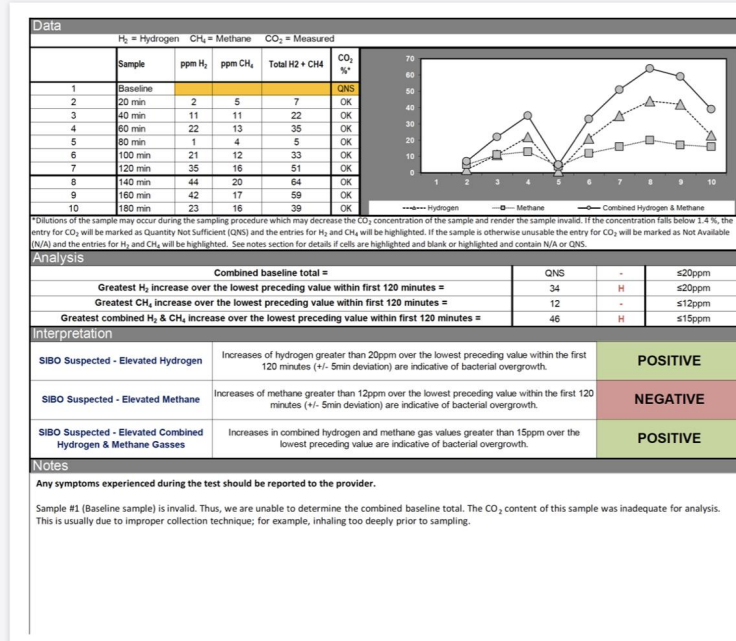 Data
H₂ = Hydrogen CH₄ = Methane CO₂ = Measured
Sample ppm H₂ ppm CH₄ Total H2 + CH4 CO₂ %*
1 Baseline QNS
2 20 min 2 5 7 OK
3 40 min 11 11 22 OK
4 60 min 22 13 35 OK
5 80 min 1 4 5 OK
6 100 min 21 12 33 OK
7 120 min 35 16 51 OK
8 140 min 44 20 64 OK
9 160 min 42 17 59 OK
10 180 min 23 16 39 OK
70
60
50
40
30
20
10
0
1 2 3 4 5 6 7 8 9 10
Hydrogen Methane Combined Hydrogen & Methane
*Dilutions of the sample may occur during the sampling procedure which may decrease the CO₂ concentration of the sample and render the sample invalid. If the concentration falls below 1.4 %, the
entry for CO₂ will be marked as Quantity Not Sufficient (QNS) and the entries for H₂ and CH₄ will be highlighted. If the sample is otherwise unusable the entry for CO₂ will be marked as Not Available
(N/A) and the entries for H₂ and CH₄ will be highlighted. See notes section for details if cells are highlighted and blank or highlighted and contain N/A or QNS.
Analysis
Combined baseline total = QNS - ≤20ppm
Greatest H₂ increase over the lowest preceding value within first 120 minutes = 34 H ≤20ppm
Greatest CH₄ increase over the lowest preceding value within first 120 minutes = 12 - ≤12ppm
Greatest combined H₂ & CH₄ increase over the lowest preceding value within first 120 minutes = 46 H ≤15ppm
Interpretation
SIBO Suspected - Elevated Hydrogen
Increases of hydrogen greater than 20ppm over the lowest preceding value within the first
120 minutes (+/- 5min deviation) are indicative of bacterial overgrowth.
POSITIVE
SIBO Suspected - Elevated Methane
Increases of methane greater than 12ppm over the lowest preceding value within the first 120
minutes (+/- 5min deviation) are indicative of bacterial overgrowth.
NEGATIVE
SIBO Suspected - Elevated Combined
Hydrogen & Methane Gasses
Increases in combined hydrogen and methane gas values greater than 15ppm over the
lowest preceding value are indicative of bacterial overgrowth.
POSITIVE
Notes
Any symptoms experienced during the test should be reported to the provider.
Sample #1 (Baseline sample) is invalid. Thus, we are unable to determine the combined baseline total. The CO₂ content of this sample was inadequate for analysis.
This is usually due to improper collection technique; for example, inhaling too deeply prior to sampling.